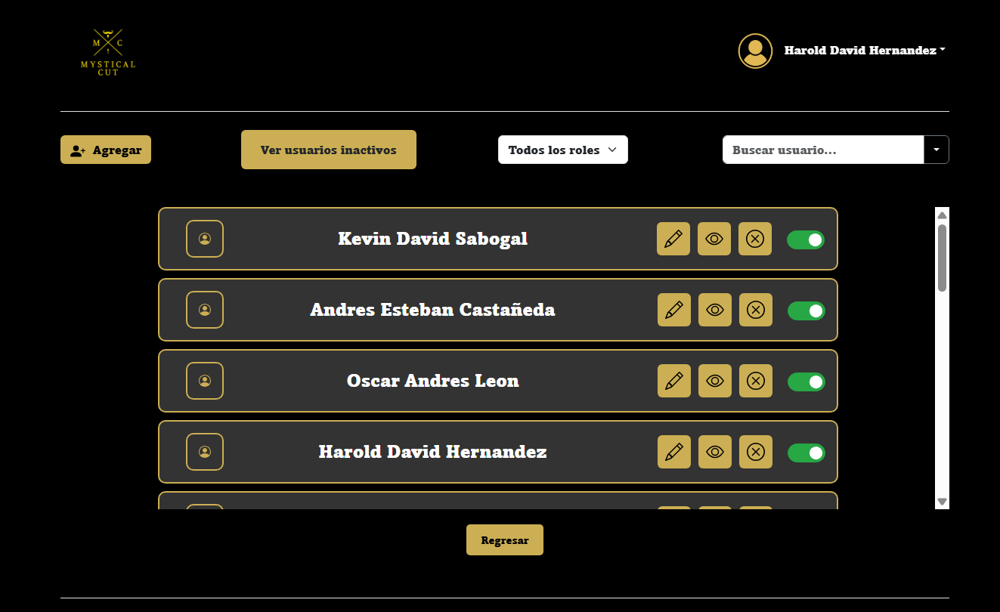 M C
MYSTICAL
CUT
Harold David Hernandez
Agregar
Ver usuarios inactivos
Todos los roles
Buscar usuario...
Kevin David Sabogal
Andres Esteban Castañeda
Oscar Andres Leon
Harold David Hernandez
Regresar